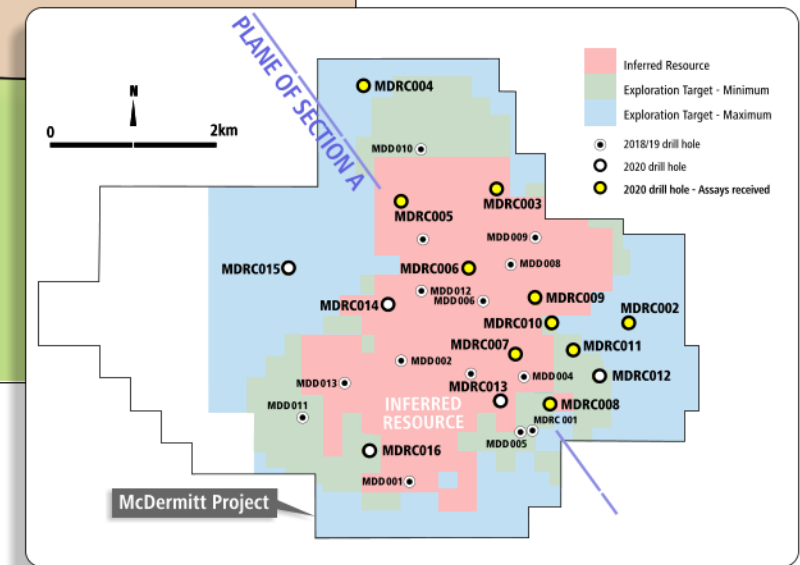 PLANE OF SECTION A
N
0 2km
Inferred Resource
Exploration Target - Minimum
Exploration Target - Maximum
2018/19 drill hole
2020 drill hole
2020 drill hole - Assays received
MDRC004
MDD010
MDRC003
MDRC005
MDD009
MDRC015
MDRC006
MDD008
MDD012
MDD006
MDRC009
MDRC014
MDRC002
MDRC010
MDRC007
MDRC011
MDD002
MDD004
MDRC012
MDD013
MDRC013
MDD011
INFERRED
RESOURCE
MDRC008
MDRC 001
MDD005
MDRC016
MDD001
McDermitt Project